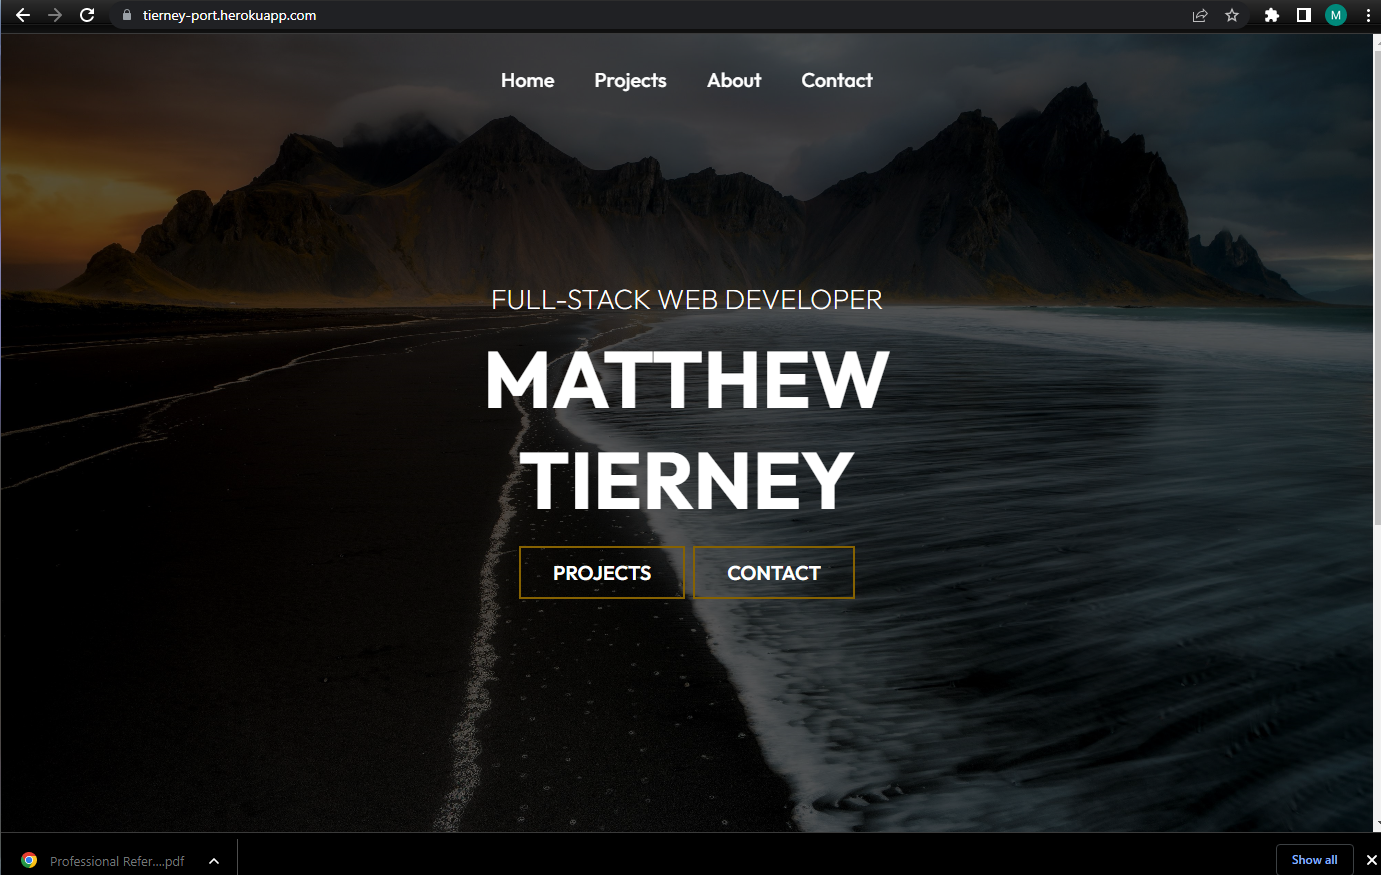 tierney-port.herokuapp.com
M
Home Projects About Contact
FULL-STACK WEB DEVELOPER
MATTHEW
TIERNEY
PROJECTS CONTACT
Professional Refer....pdf
Show all